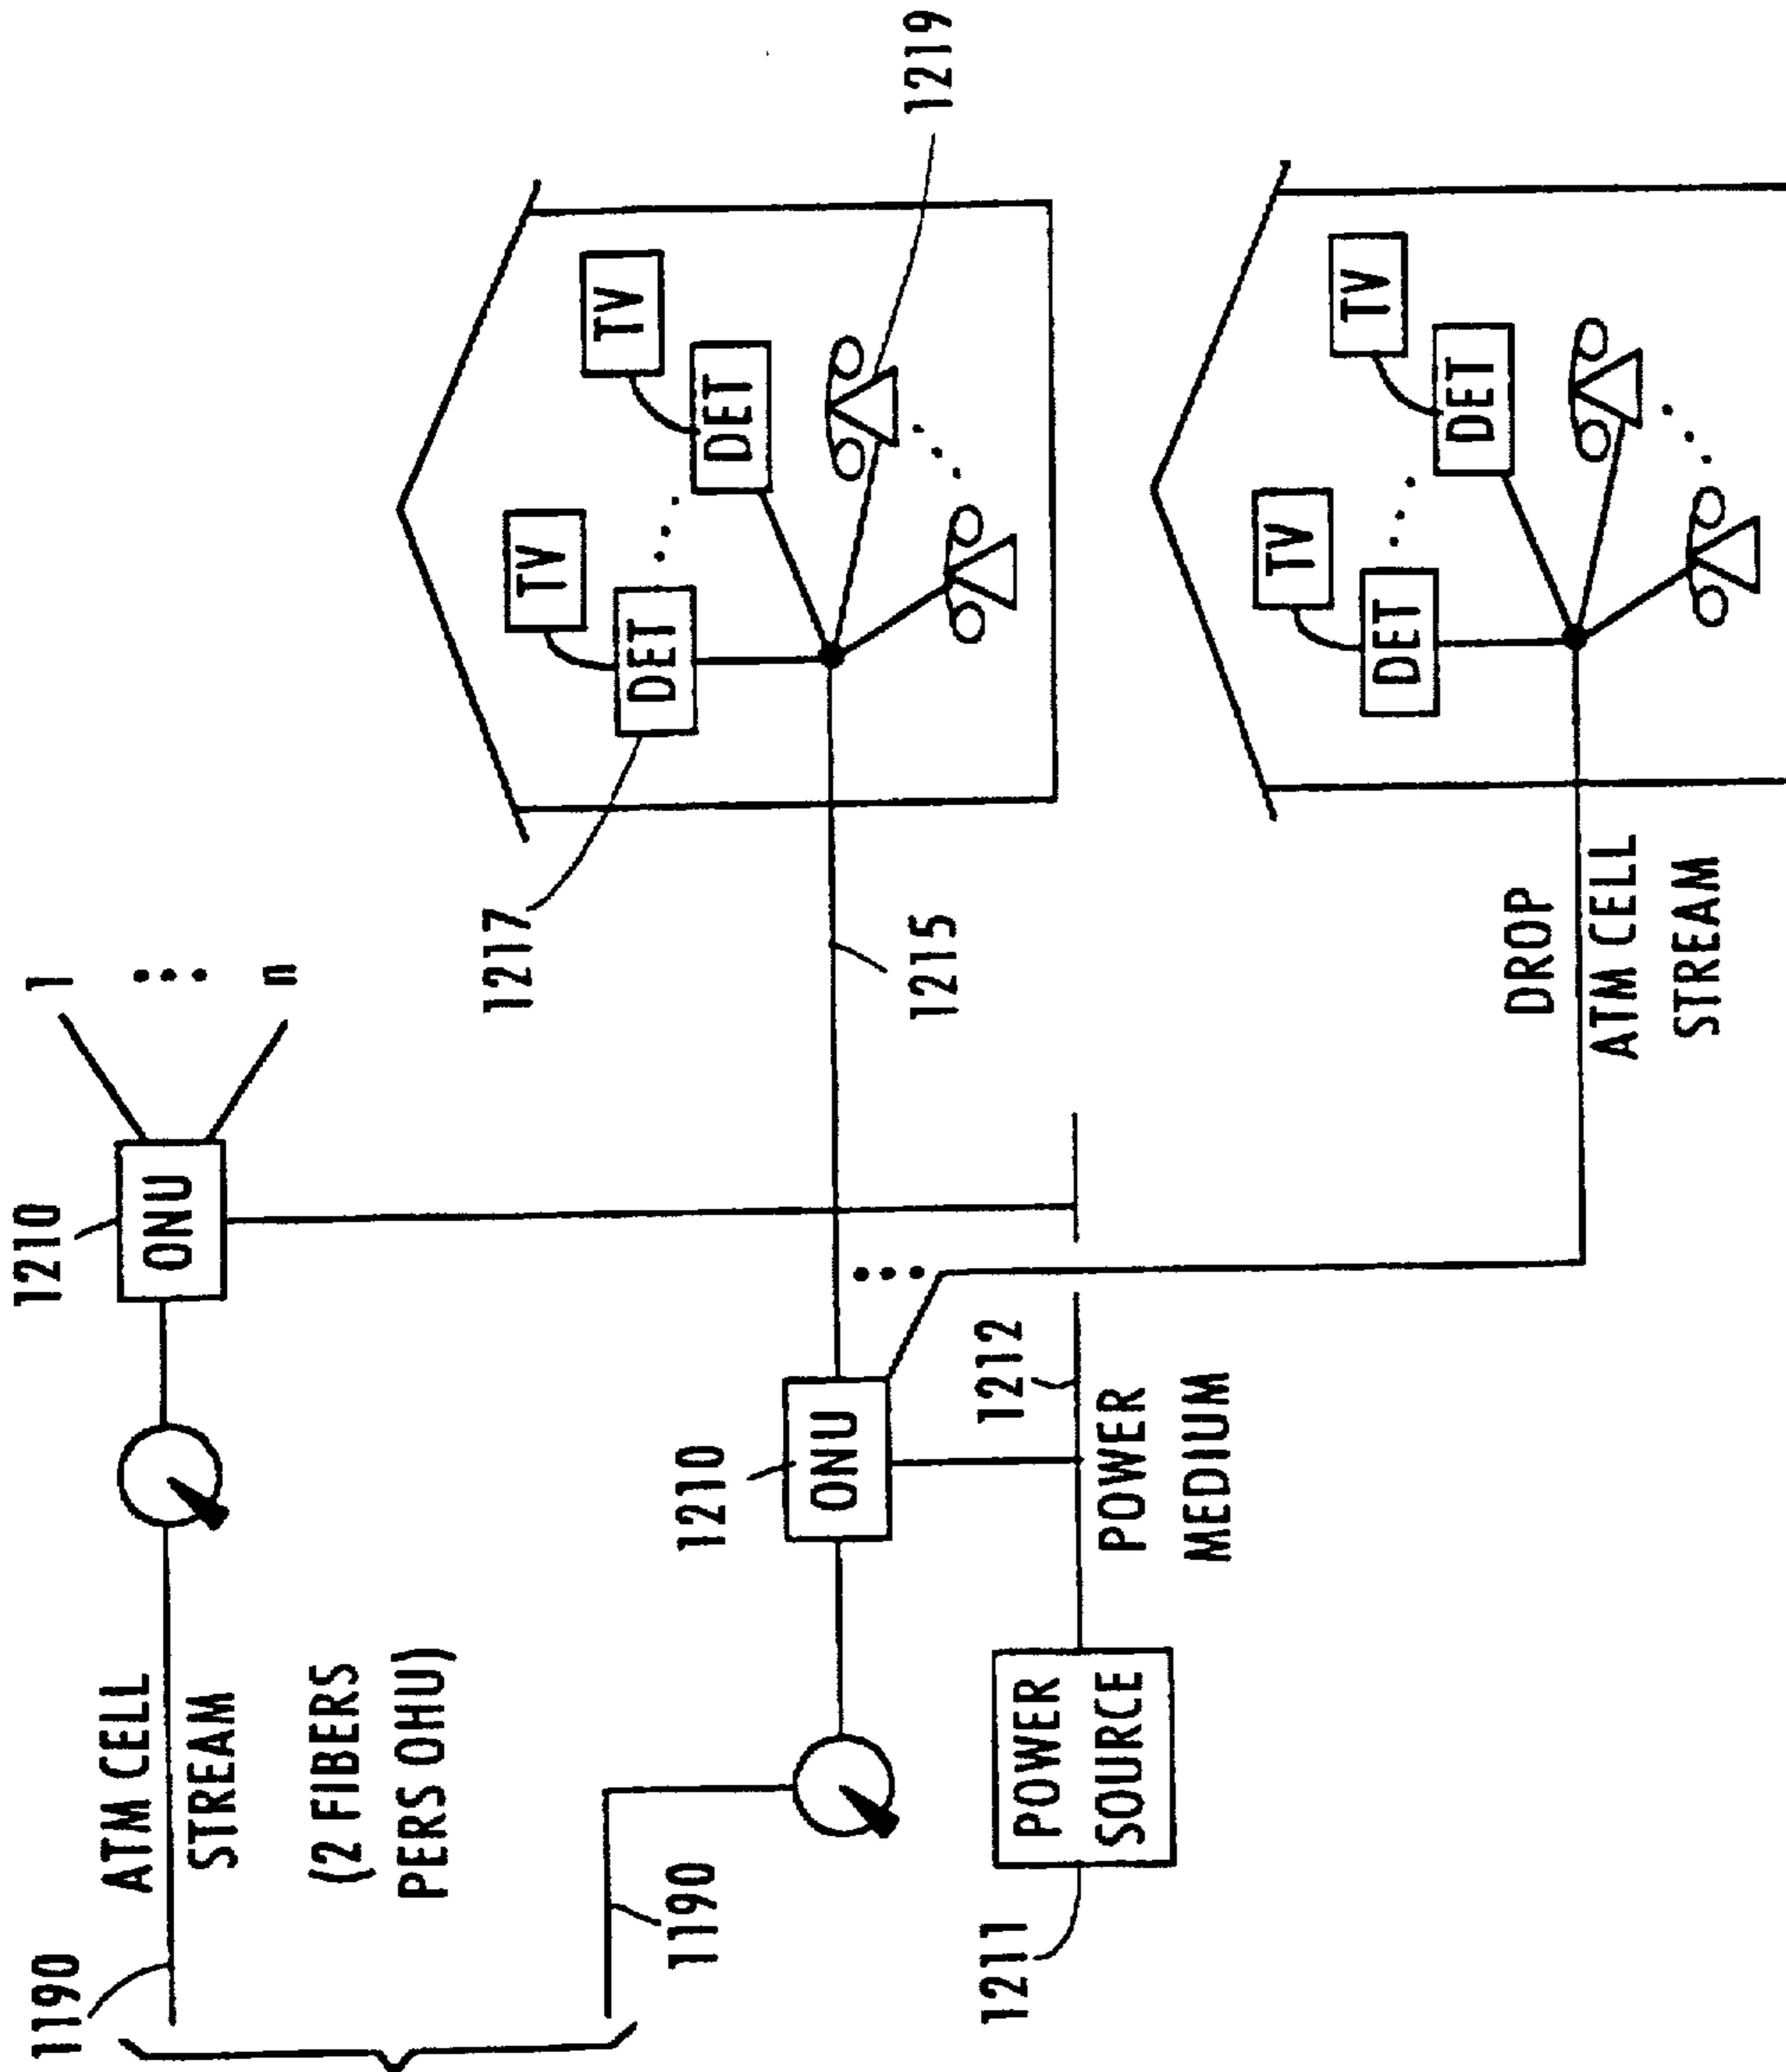 1190
ATM CELL
STREAM
(2 FIBERS
PERS OHU)
1190
1210
ONU
1
n
1210
ONU
1211
POWER
SOURCE
1212
POWER
MEDIUM
1217
1215
TV
TV
DET
DET
1219
DROP
ATM CELL
STREAM
TV
TV
DET
DET